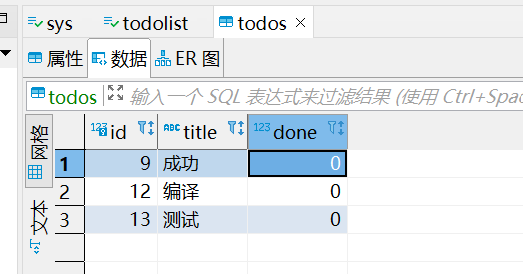 sys todolist todos ×
属性 数据 ER 图
todos 输入一个 SQL 表达式来过滤结果 (使用 Ctrl+Spac
网格
文本
123 id ABC title 123 done
1 9 成功 0
2 12 编译 0
3 13 测试 0